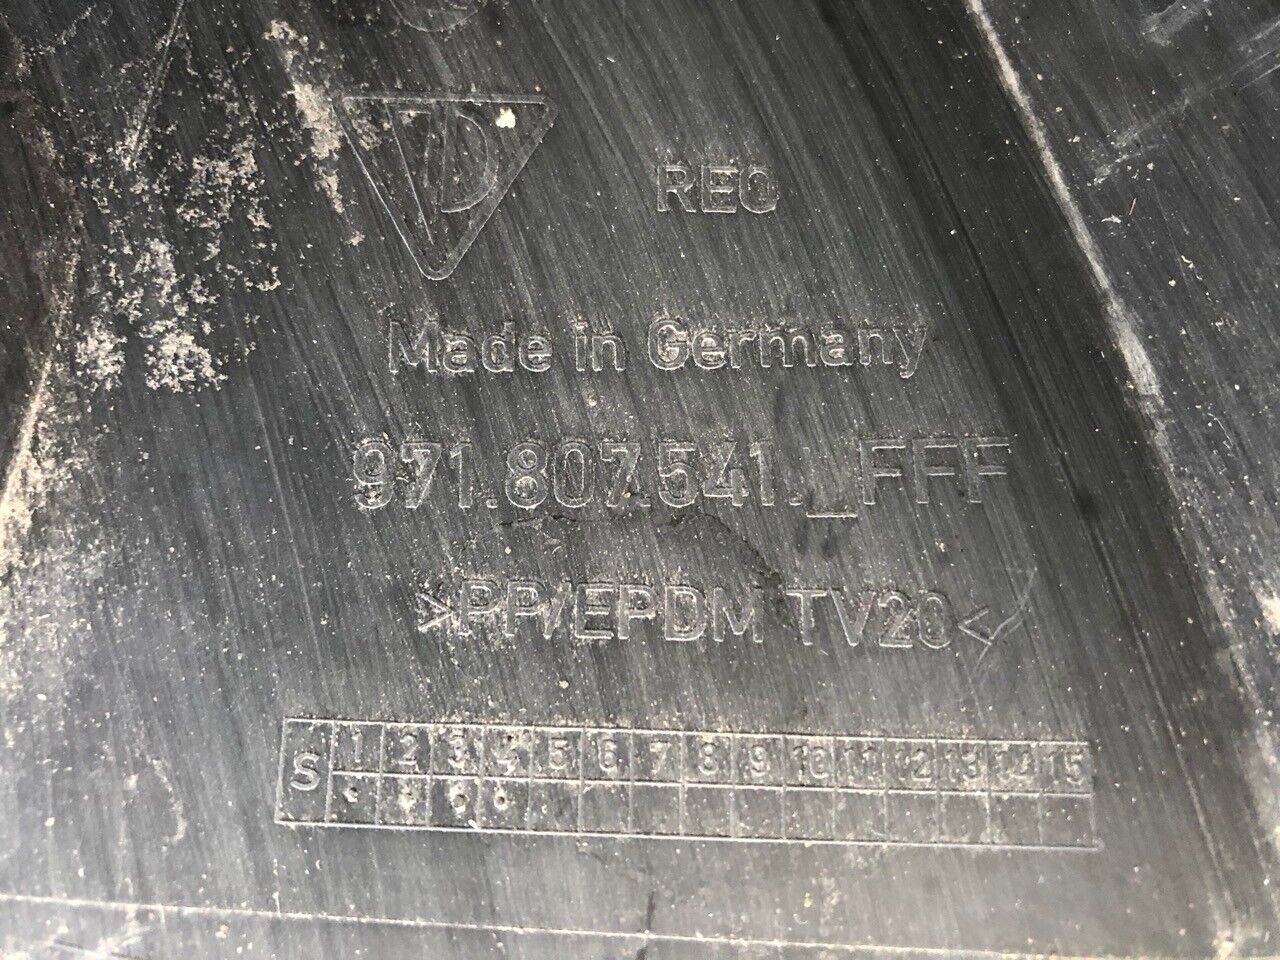 REO
Made in Germany
971.807.541._FFF
>PP/EPDM TV20<
S 1 2 3 4 5 6 7 8 9 10 11 12 13 14 15